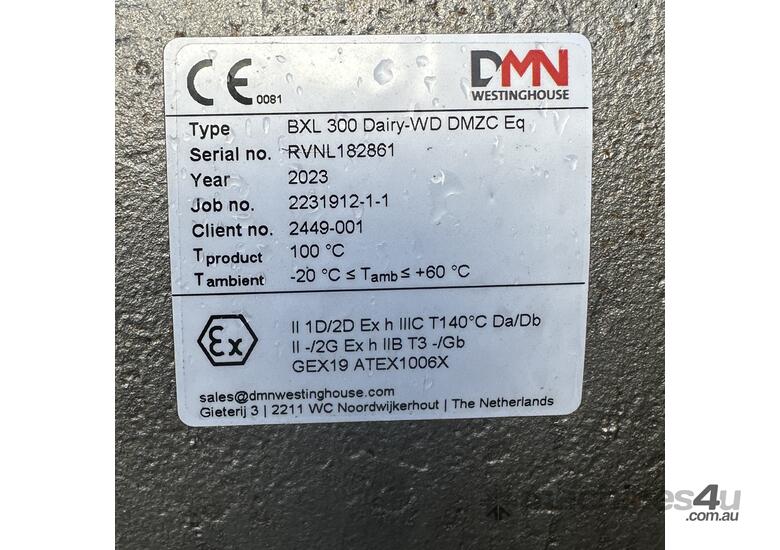 CE 0081
DMN
WESTINGHOUSE
Type BXL 300 Dairy-WD DMZC Eq
Serial no. RVNL182861
Year 2023
Job no. 2231912-1-1
Client no. 2449-001
Tproduct 100 °C
Tambient -20 °C ≤ Tamb ≤ +60 °C
Ex II 1D/2D Ex h IIIC T140°C Da/Db
II -/2G Ex h IIB T3 -/Gb
GEX19 ATEX1006X
sales@dmnwestinghouse.com
Gieterij 3 | 2211 WC Noordwijkerhout | The Netherlands
machines4u
.com.au